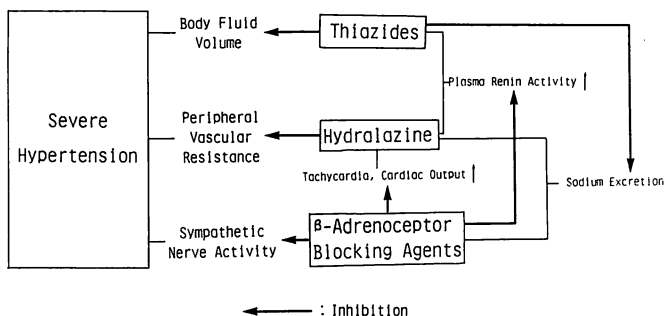 Severe
Hypertension
Body Fluid
Volume
Thiazides
Plasma Renin Activity ↑
Peripheral
Vascular
Resistance
Hydralazine
Tachycardia, Cardiac Output ↑
Sodium Excretion
Sympathetic
Nerve Activity
β-Adrenoceptor
Blocking Agents
: Inhibition